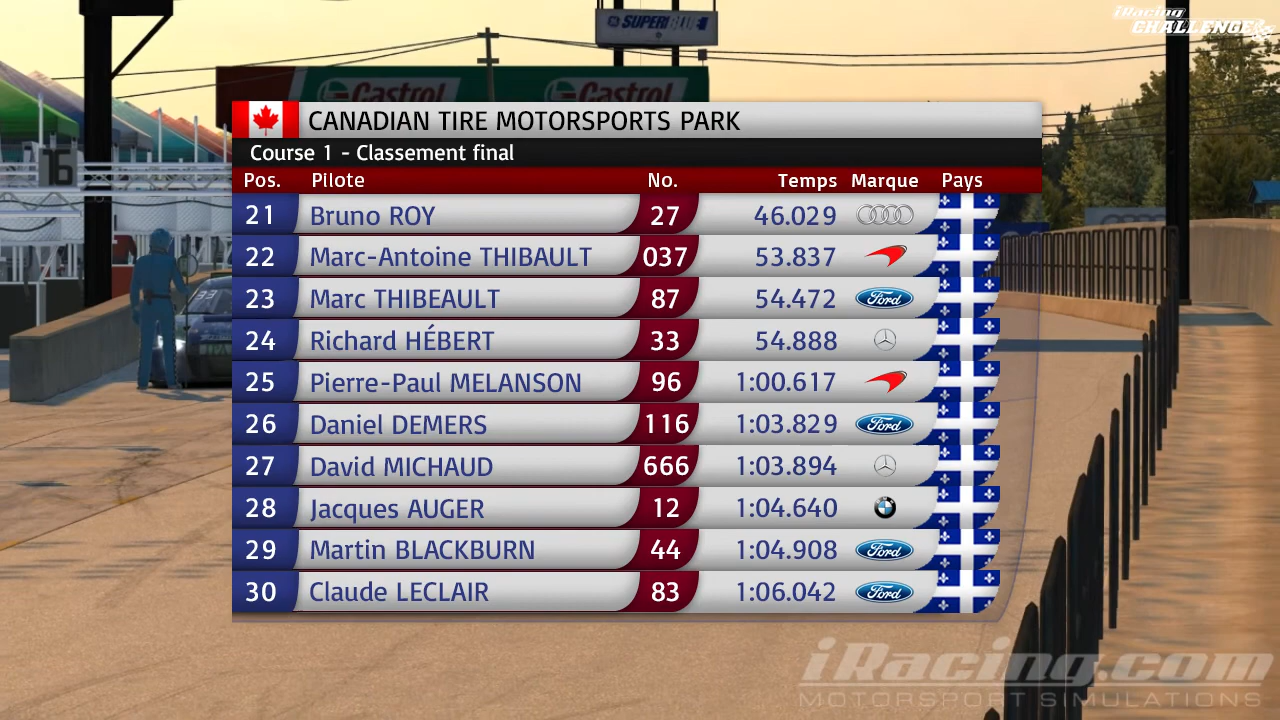 SUPERFLO
iRacing
CHALLENGE
Castrol Castrol
CANADIAN TIRE MOTORSPORTS PARK
Course 1 - Classement final
Pos. Pilote No. Temps Marque Pays
21 Bruno ROY 27 46.029
22 Marc-Antoine THIBAULT 037 53.837
23 Marc THIBEAULT 87 54.472 Ford
24 Richard HÉBERT 33 54.888
25 Pierre-Paul MELANSON 96 1:00.617
26 Daniel DEMERS 116 1:03.829 Ford
27 David MICHAUD 666 1:03.894
28 Jacques AUGER 12 1:04.640
29 Martin BLACKBURN 44 1:04.908 Ford
30 Claude LECLAIR 83 1:06.042 Ford
16
33
iRacing.com
MOTORSPORT SIMULATIONS